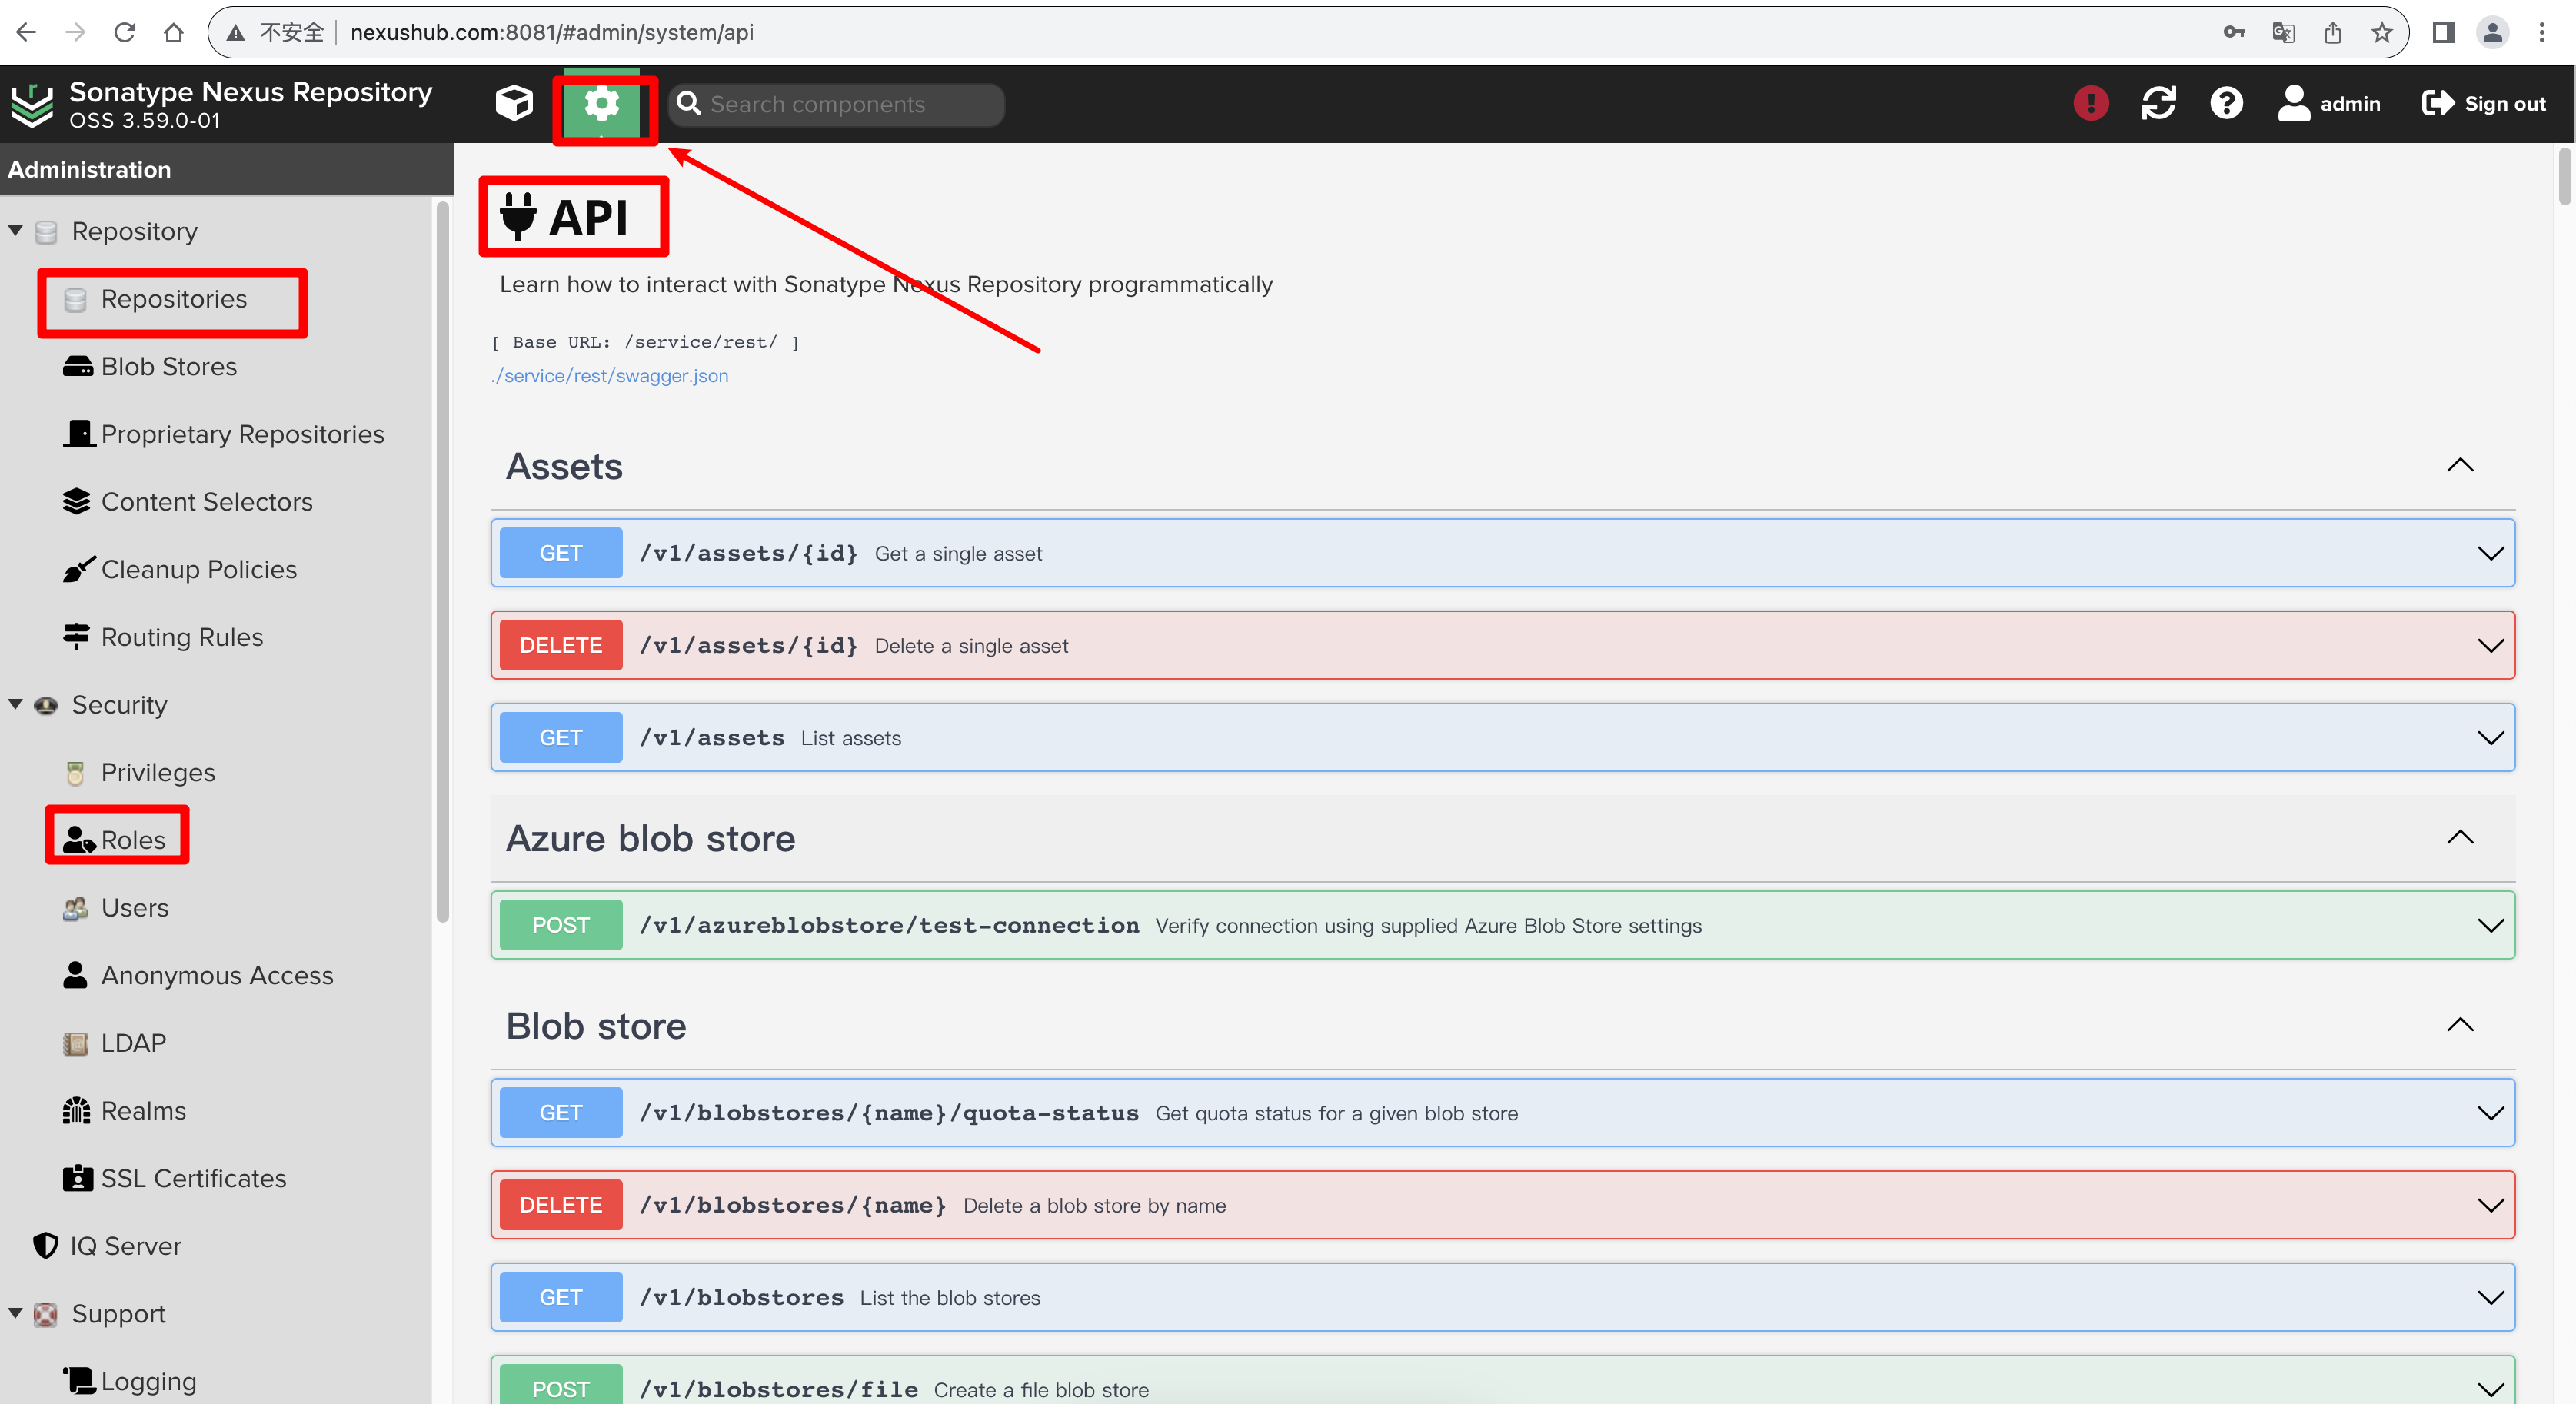 不安全 nexushub.com:8081/#admin/system/api
Sonatype Nexus Repository
OSS 3.59.0-01
Search components
admin
Sign out
Administration
Repository
Repositories
Blob Stores
Proprietary Repositories
Content Selectors
Cleanup Policies
Routing Rules
Security
Privileges
Roles
Users
Anonymous Access
LDAP
Realms
SSL Certificates
IQ Server
Support
Logging
API
Learn how to interact with Sonatype Nexus Repository programmatically
[ Base URL: /service/rest/ ]
./service/rest/swagger.json
Assets
GET /v1/assets/{id} Get a single asset
DELETE /v1/assets/{id} Delete a single asset
GET /v1/assets List assets
Azure blob store
POST /v1/azureblobstore/test-connection Verify connection using supplied Azure Blob Store settings
Blob store
GET /v1/blobstores/{name}/quota-status Get quota status for a given blob store
DELETE /v1/blobstores/{name} Delete a blob store by name
GET /v1/blobstores List the blob stores
POST /v1/blobstores/file Create a file blob store